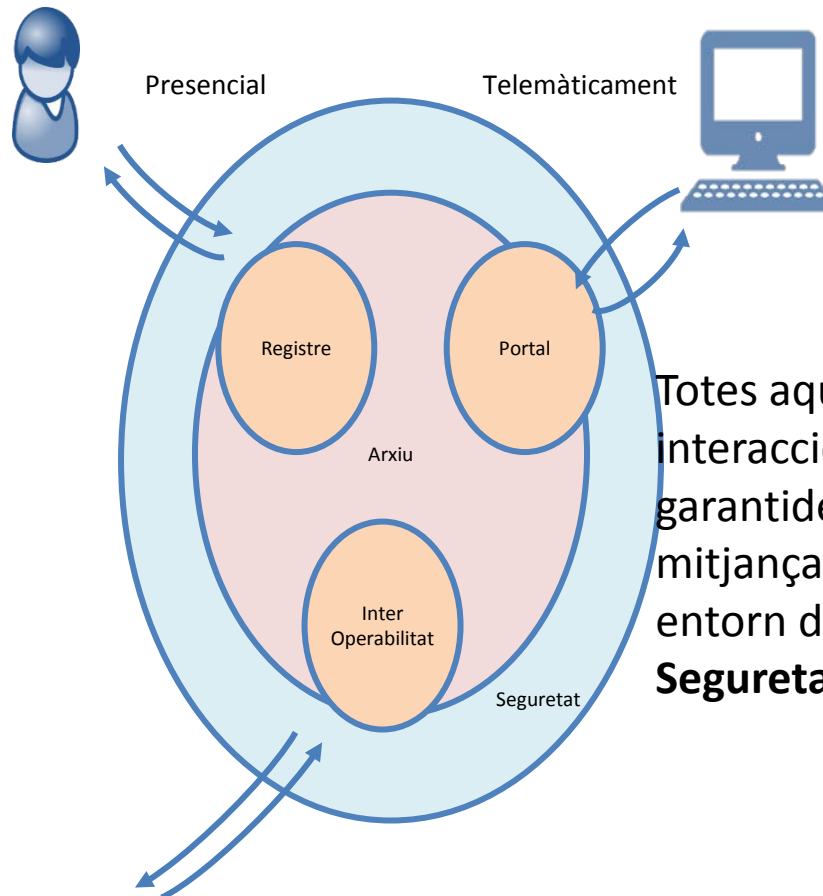 Presencial
Telemàticament
Registre
Portal
Arxiu
Inter
Operabilitat
Seguretat
Totes aqu
interacci
garantide
mitjança
entorn d
Segureta